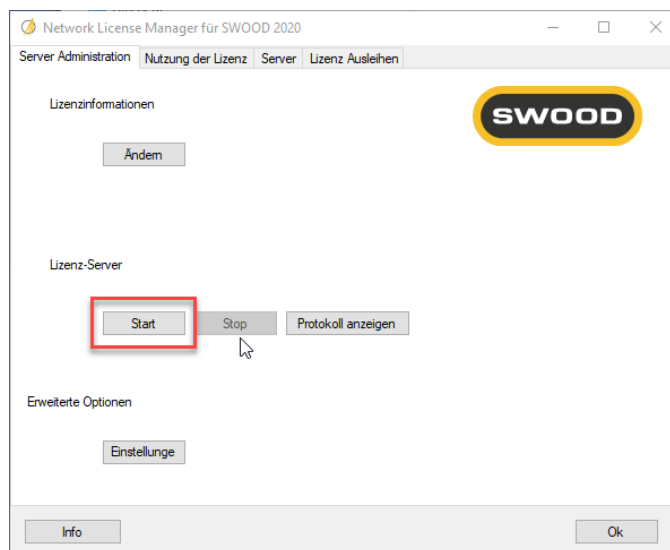 Network License Manager für SWOOD 2020
Server Administration Nutzung der Lizenz Server Lizenz Ausleihen
Lizenzinformationen
SWOOD
Ändern
Lizenz-Server
Start Stop Protokoll anzeigen
Erweiterte Optionen
Einstellunge
Info Ok